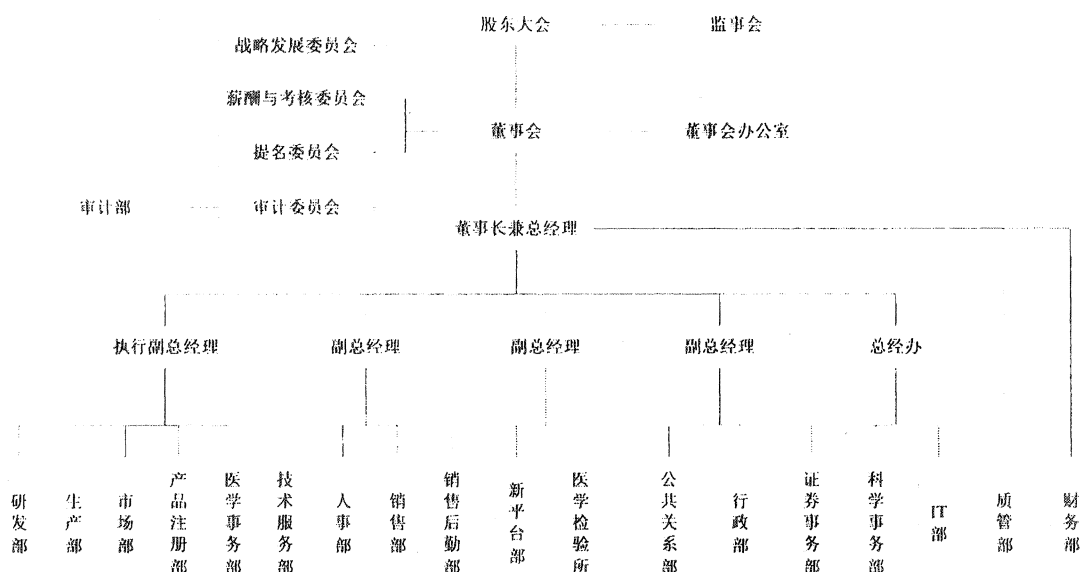 股东大会
监事会
战略发展委员会
薪酬与考核委员会
董事会
董事会办公室
提名委员会
审计部
审计委员会
董事长兼总经理
执行副总经理
副总经理
副总经理
副总经理
总经办
研发部
生产部
市场部
产品注册部
医学事务部
技术服务部
人事部
销售部
销售后勤部
新平台部
医学检验所
公共关系部
行政部
证券事务部
科学事务部
IT部
质管部
财务部